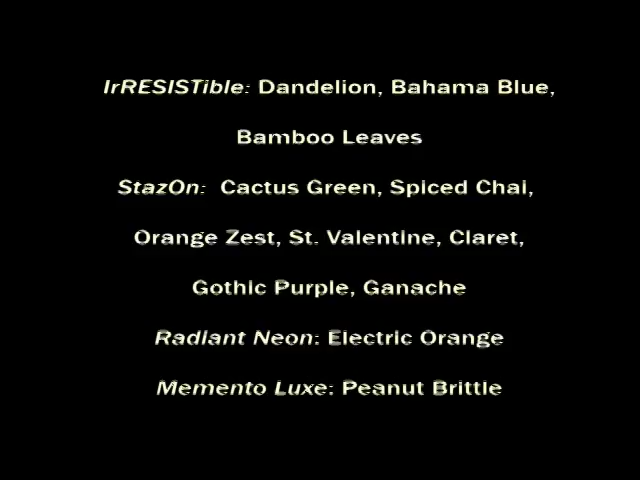 IrRESISTible: Dandelion, Bahama Blue,
Bamboo Leaves
StazOn: Cactus Green, Spiced Chai,
Orange Zest, St. Valentine, Claret,
Gothic Purple, Ganache
Radiant Neon: Electric Orange
Memento Luxe: Peanut Brittle